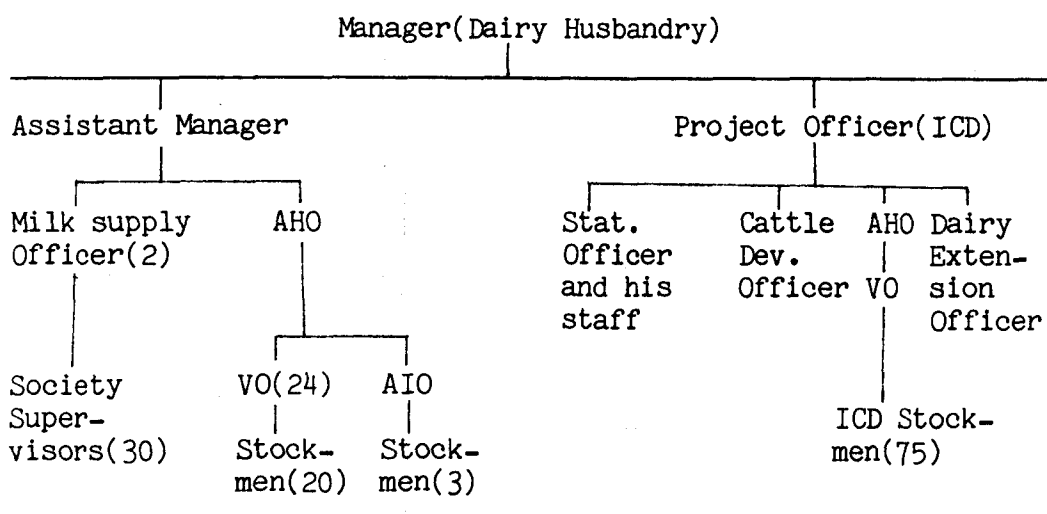 Manager(Dairy Husbandry)
Assistant Manager
Project Officer(ICD)
Milk supply
Officer(2)
AHO
Stat.
Officer
and his
staff
Cattle
Dev.
Officer
AHO
VO
Dairy
Exten-
sion
Officer
Society
Super-
visors(30)
VO(24)
AIO
Stock-
men(20)
Stock-
men(3)
ICD Stock-
men(75)